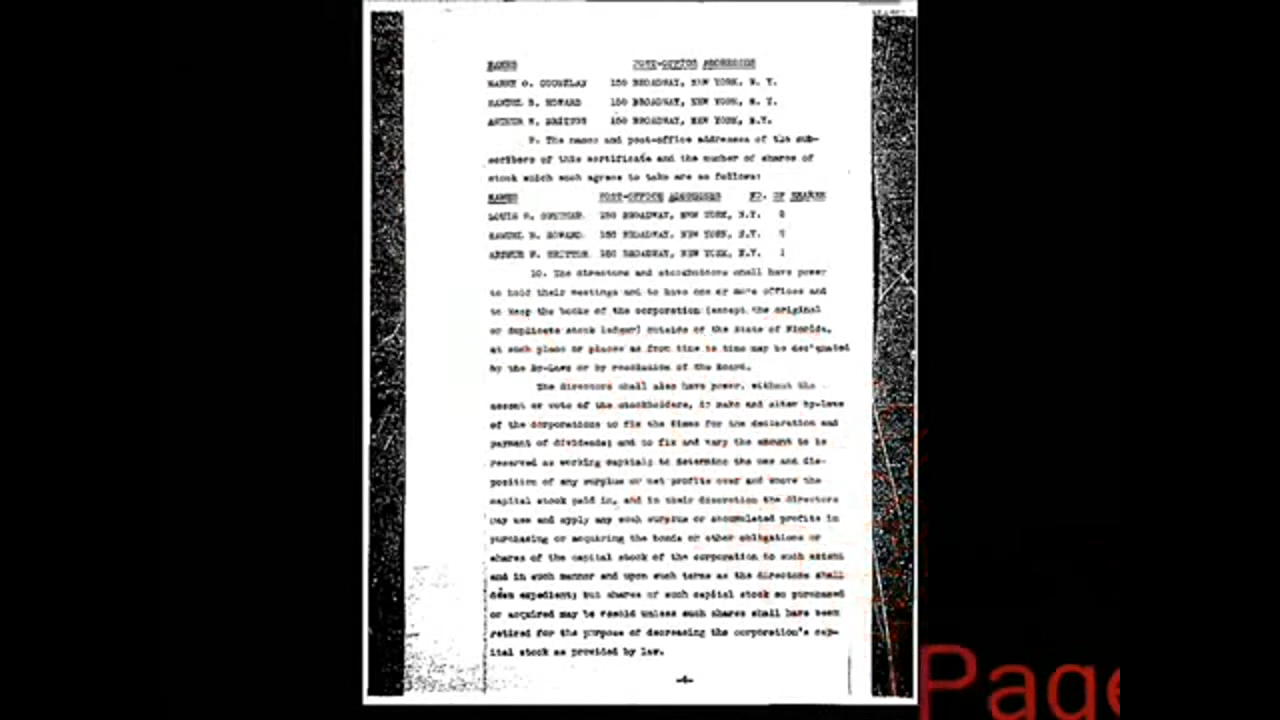 NAMES POST-OFFICE ADDRESSES
HARRY O. 150 BROADWAY, NEW YORK, N. Y.
SAMUEL B. HOWARD 150 BROADWAY, NEW YORK, N. Y.
ARTHUR W. BRITTON 150 BROADWAY, NEW YORK, N.Y.
9. The names and post-office addresses of the sub-
scribers of this certificate and the number of shares of
stock which each agrees to take are as follows:
NAMES POST-OFFICE ADDRESSES NO. OF SHARES
LOUIS 150 BROADWAY, NEW YORK, N.Y.
SAMUEL B. HOWARD 150 BROADWAY, NEW YORK, N.Y.
ARTHUR W. BRITTON 150 BROADWAY, NEW YORK, N.Y. 1
10. The directors and stockholders shall have power
to hold their meetings and to have one or more offices and
to keep the books of the corporation (except the original
or duplicate stock ledger) outside of the State of Florida,
at such place or places as from time to time may be designated
by the By-Laws or by resolution of the Board.
The directors shall also have power, without the
assent or vote of the stockholders, to make and alter by-laws
of the corporation; to fix the times for the declaration and
payment of dividends; and to fix and vary the amount to be
reserved as working capital; to determine the use and dis-
position of any surplus or net profits over and above the
capital stock paid in, and in their discretion the directors
may use and apply any such surplus or accumulated profits in
purchasing or acquiring the bonds or other obligations or
shares of the capital stock of the corporation to such extent
and in such manner and upon such terms as the directors shall
deem expedient; but shares of such capital stock so purchased
or acquired may be resold unless such shares shall have been
retired for the purpose of decreasing the corporation's cap-
ital stock as provided by law.
-4-
Page